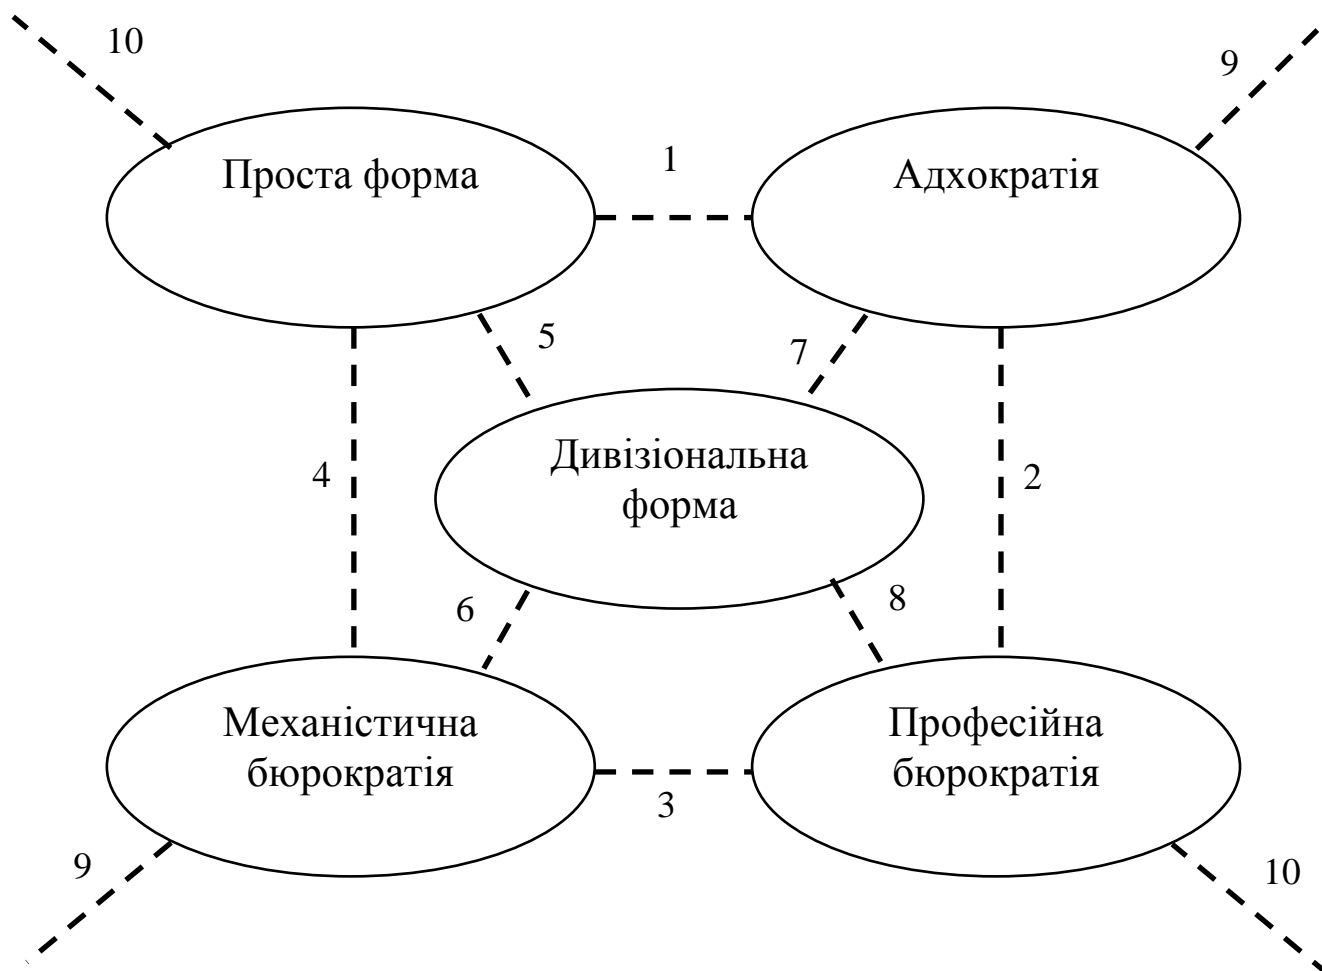 10
9
1
Проста форма
Адхократія
5
7
Дивізіональна
форма
4
2
6
8
Механістична
бюрократія
Професійна
бюрократія
3
9
10